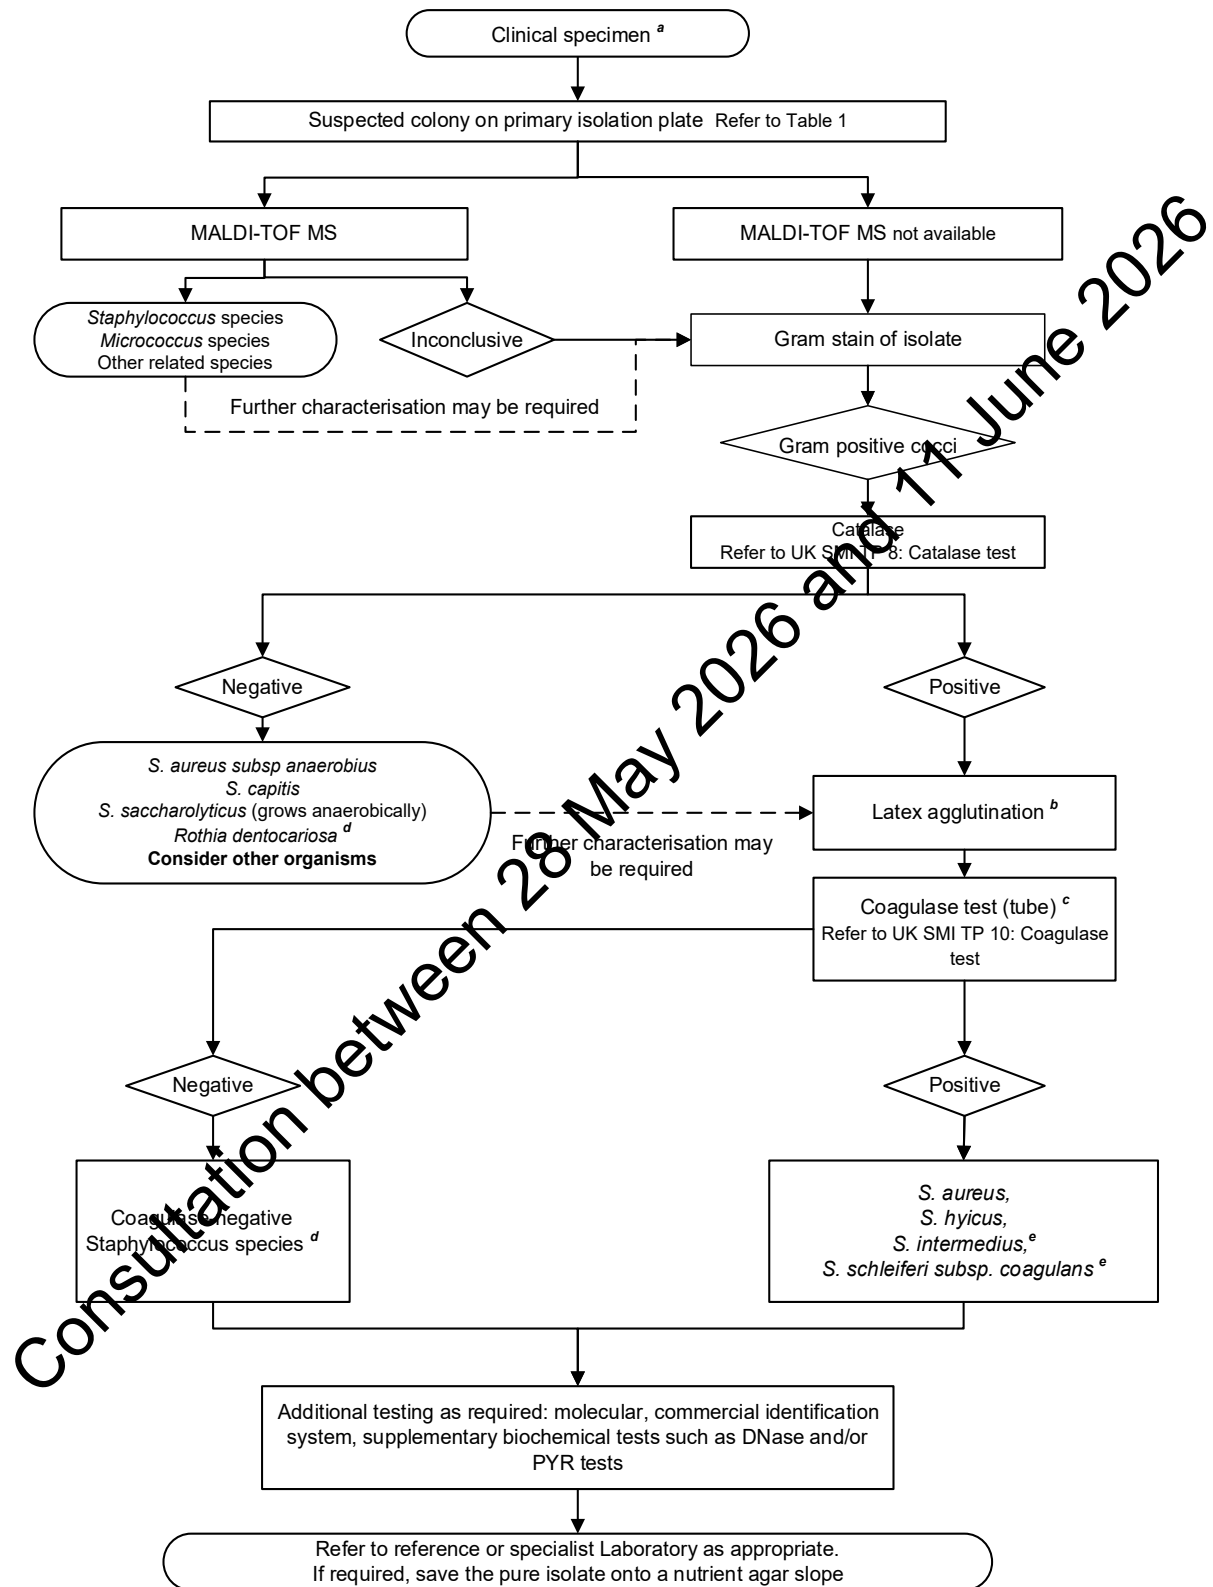 Clinical specimen a
Suspected colony on primary isolation plate Refer to Table 1
MALDI-TOF MS
MALDI-TOF MS not available
Staphylococcus species
Micrococcus species
Other related species
Inconclusive
Gram stain of isolate
Further characterisation may be required
Gram positive cocci
Catalase
Refer to UK SMI TP 8: Catalase test
Negative
Positive
S. aureus subsp anaerobius
S. capitis
S. saccharolyticus (grows anaerobically)
Rothia dentocariosa d
Consider other organisms
Further characterisation may
be required
Latex agglutination b
Coagulase test (tube) c
Refer to UK SMI TP 10: Coagulase
test
Negative
Positive
Coagulase-negative
Staphylococcus species d
S. aureus,
S. hyicus,
S. intermedius,e
S. schleiferi subsp. coagulans e
Additional testing as required: molecular, commercial identification
system, supplementary biochemical tests such as DNase and/or
PYR tests
Refer to reference or specialist Laboratory as appropriate.
If required, save the pure isolate onto a nutrient agar slope
Consultation between 28 May 2026 and 11 June 2026